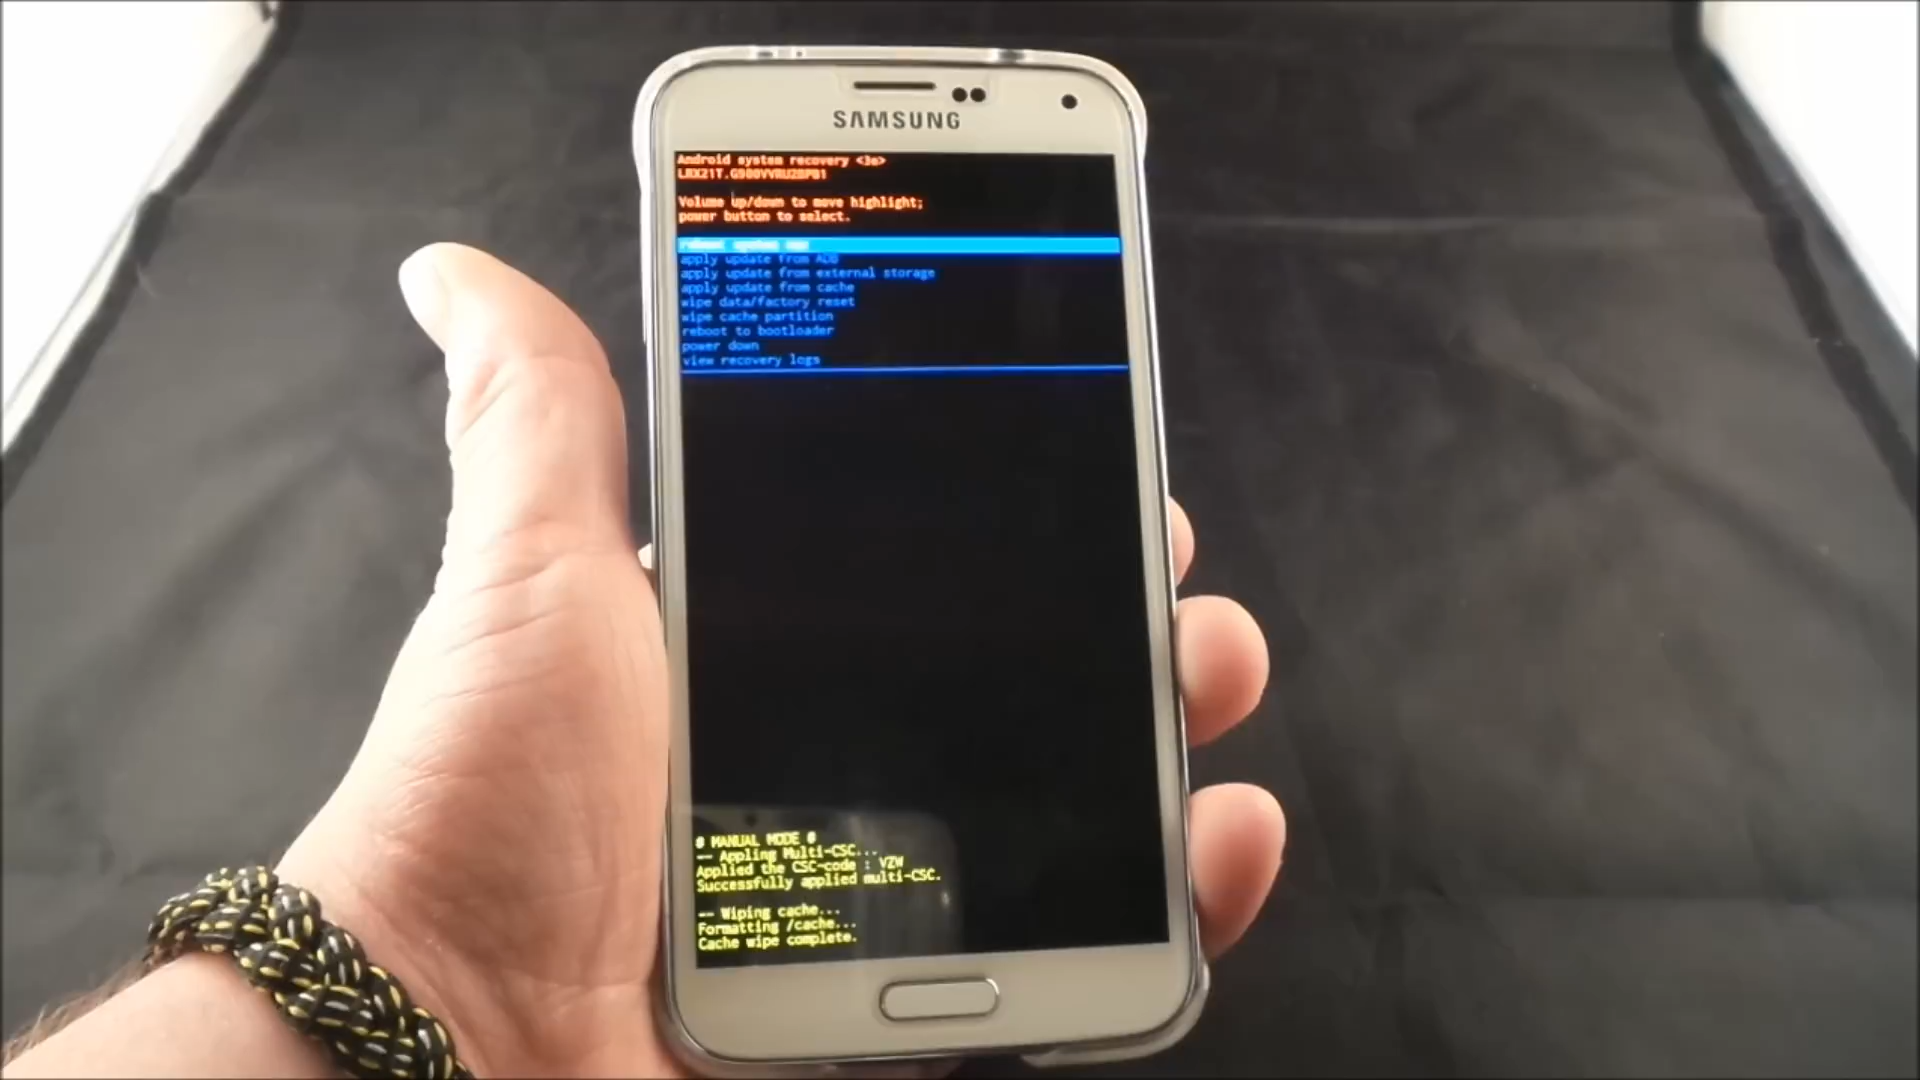 SAMSUNG
Android system recovery <3e>
LRX21T.G900VVRU2BPB1
Volume up/down to move highlight;
power button to select.
reboot system now
apply update from ADB
apply update from external storage
apply update from cache
wipe data/factory reset
wipe cache partition
reboot to bootloader
power down
view recovery logs
# MANUAL MODE #
-- Appling Multi-CSC...
Applied the CSC-code : VZW
Successfully applied multi-CSC.
-- Wiping cache...
Formatting /cache...
Cache wipe complete.